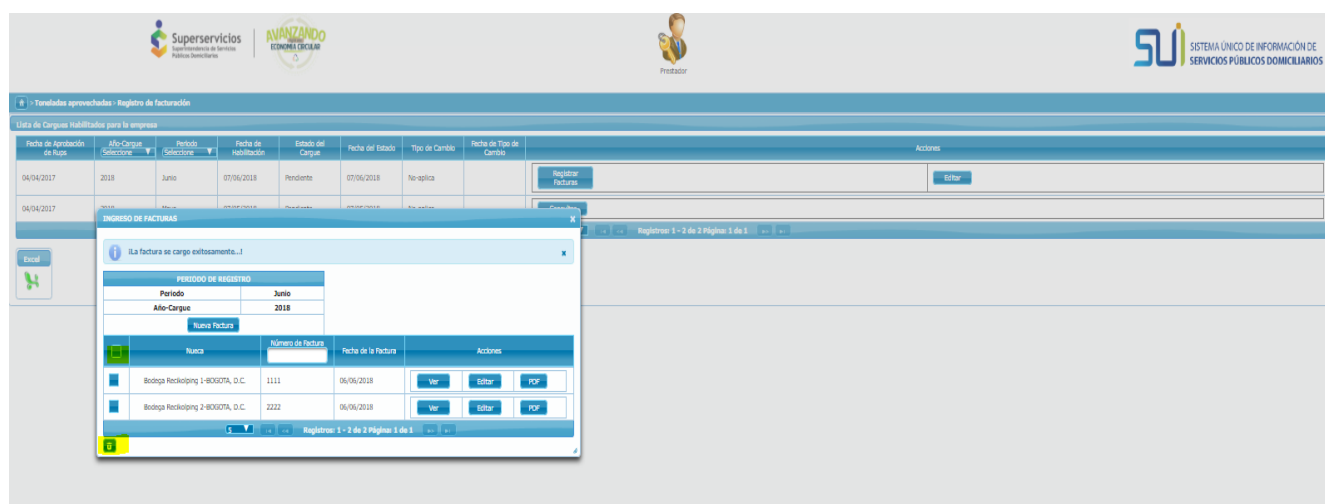 Superservicios
Superintendencia de Servicios
Públicos Domiciliarios
AVANZANDO
ECONOMÍA CIRCULAR
Prestador
SUI
SISTEMA ÚNICO DE INFORMACIÓN DE
SERVICIOS PÚBLICOS DOMICILIARIOS
> Toneladas aprovechadas > Registro de facturación
Lista de Cargues Habilitados para la empresa
Fecha de Aprobación de Rups Año-Cargue Seleccione Periodo Seleccione Fecha de Habilitación Estado del Cargue Fecha del Estado Tipo de Cambio Fecha de Tipo de Cambio Acciones
04/04/2017 2018 Junio 07/06/2018 Pendiente 07/06/2018 No-aplica Registrar Facturas Editar
04/04/2017
INGRESO DE FACTURAS x
Registros: 1 - 2 de 2 Página: 1 de 1
¡La factura se cargo exitosamente...! x
Excel
PERIODO DE REGISTRO
Periodo Junio
Año-Cargue 2018
Nueva Factura
Nueca Número de Factura Fecha de la Factura Acciones
Bodega Recikolping 1-BOGOTA, D.C. 1111 06/06/2018 Ver Editar PDF
Bodega Recikolping 2-BOGOTA, D.C. 2222 06/06/2018 Ver Editar PDF
5 Registros: 1 - 2 de 2 Página: 1 de 1